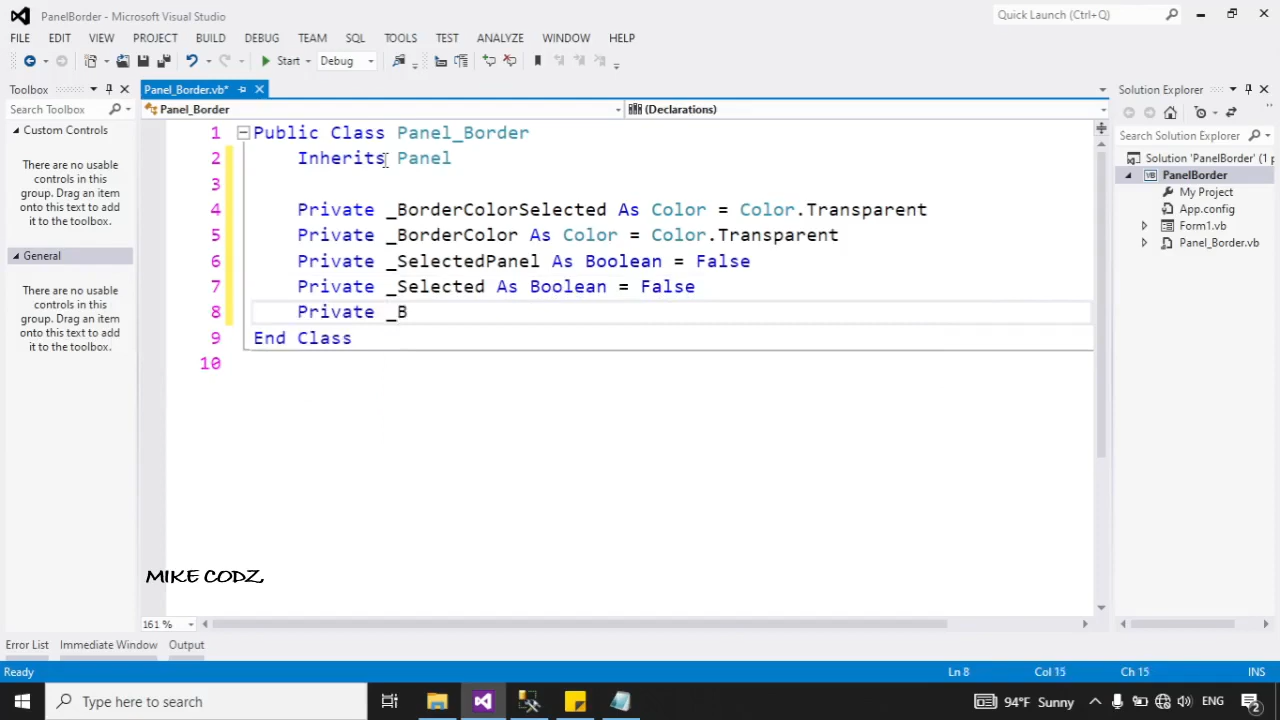 PanelBorder - Microsoft Visual Studio
Quick Launch (Ctrl+Q)
FILE EDIT VIEW PROJECT BUILD DEBUG TEAM SQL TOOLS TEST ANALYZE WINDOW HELP
Start Debug
Toolbox
Panel_Border.vb*
Solution Explorer
Search Toolbox
Panel_Border
(Declarations)
Custom Controls
There are no usable
controls in this
group. Drag an item
onto this text to add
it to the toolbox.
General
There are no usable
controls in this
group. Drag an item
onto this text to add
it to the toolbox.
1 Public Class Panel_Border
2 Inherits Panel
3
4 Private _BorderColorSelected As Color = Color.Transparent
5 Private _BorderColor As Color = Color.Transparent
6 Private _SelectedPanel As Boolean = False
7 Private _Selected As Boolean = False
8 Private _B
9 End Class
10
Search Solution Explorer
Solution 'PanelBorder' (1 p
VB PanelBorder
My Project
App.config
Form1.vb
Panel_Border.vb
MIKE CODZ,
161 %
Error List Immediate Window Output
Ready Ln 8 Col 15 Ch 15 INS
Type here to search
94°F Sunny
ENG
2